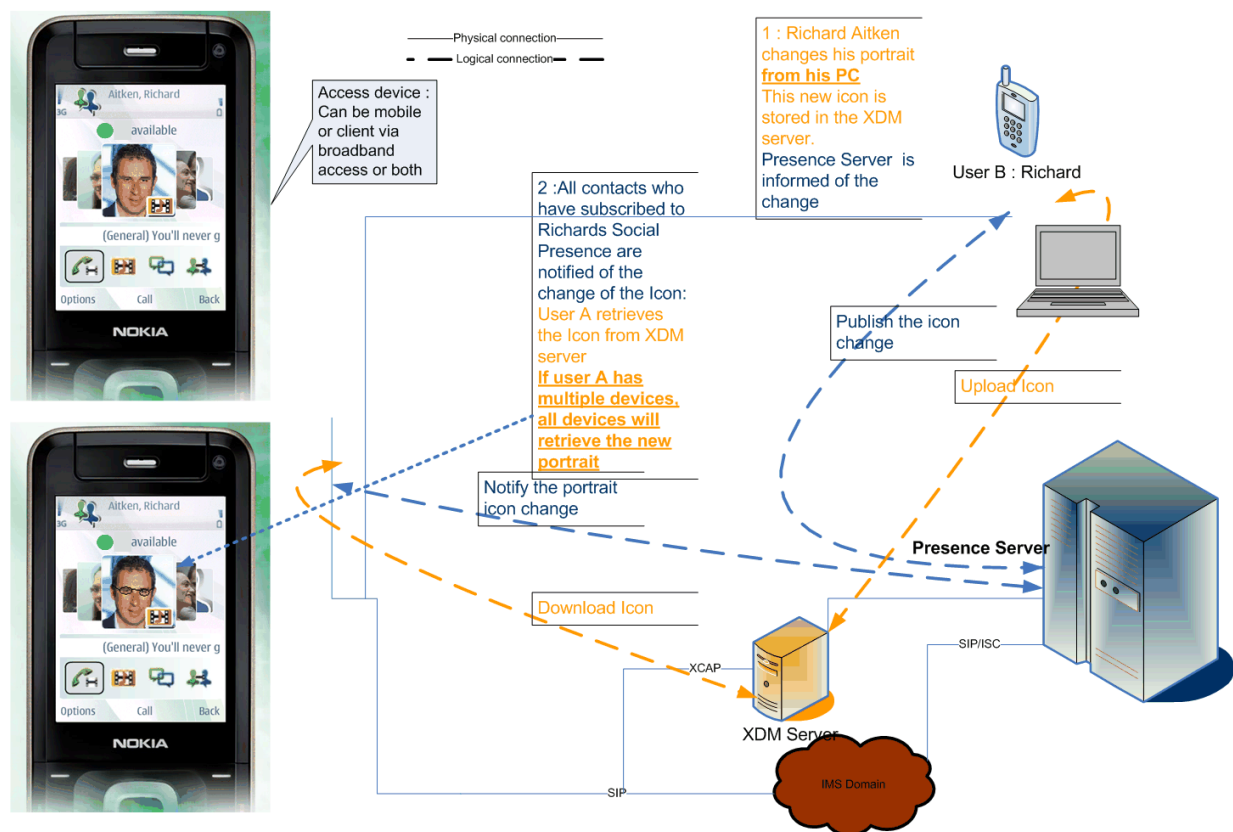 Aitken, Richard
3G
available
(General) You'll never g
Options Call Back
NOKIA
Physical connection
Logical connection
Access device :
Can be mobile
or client via
broadband
access or both
1 : Richard Aitken
changes his portrait
from his PC
This new icon is
stored in the XDM
server.
Presence Server is
informed of the
change
User B : Richard
2 :All contacts who
have subscribed to
Richards Social
Presence are
notified of the
change of the Icon:
User A retrieves
the Icon from XDM
server
If user A has
multiple devices,
all devices will
retrieve the new
portrait
Publish the icon
change
Upload Icon
Notify the portrait
icon change
Presence Server
Aitken, Richard
3G
available
(General) You'll never g
Options Call Back
NOKIA
Download Icon
XCAP
SIP/ISC
XDM Server
IMS Domain
SIP